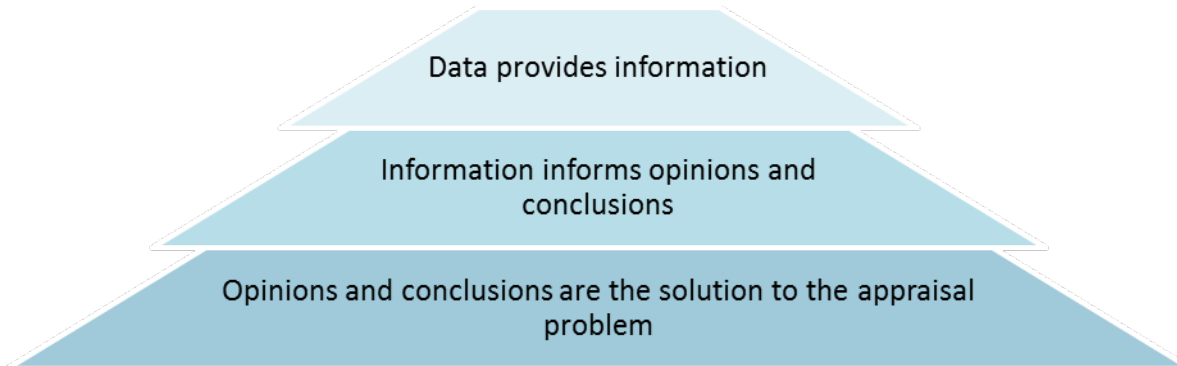 Data provides information
Information informs opinions and
conclusions
Opinions and conclusions are the solution to the appraisal
problem